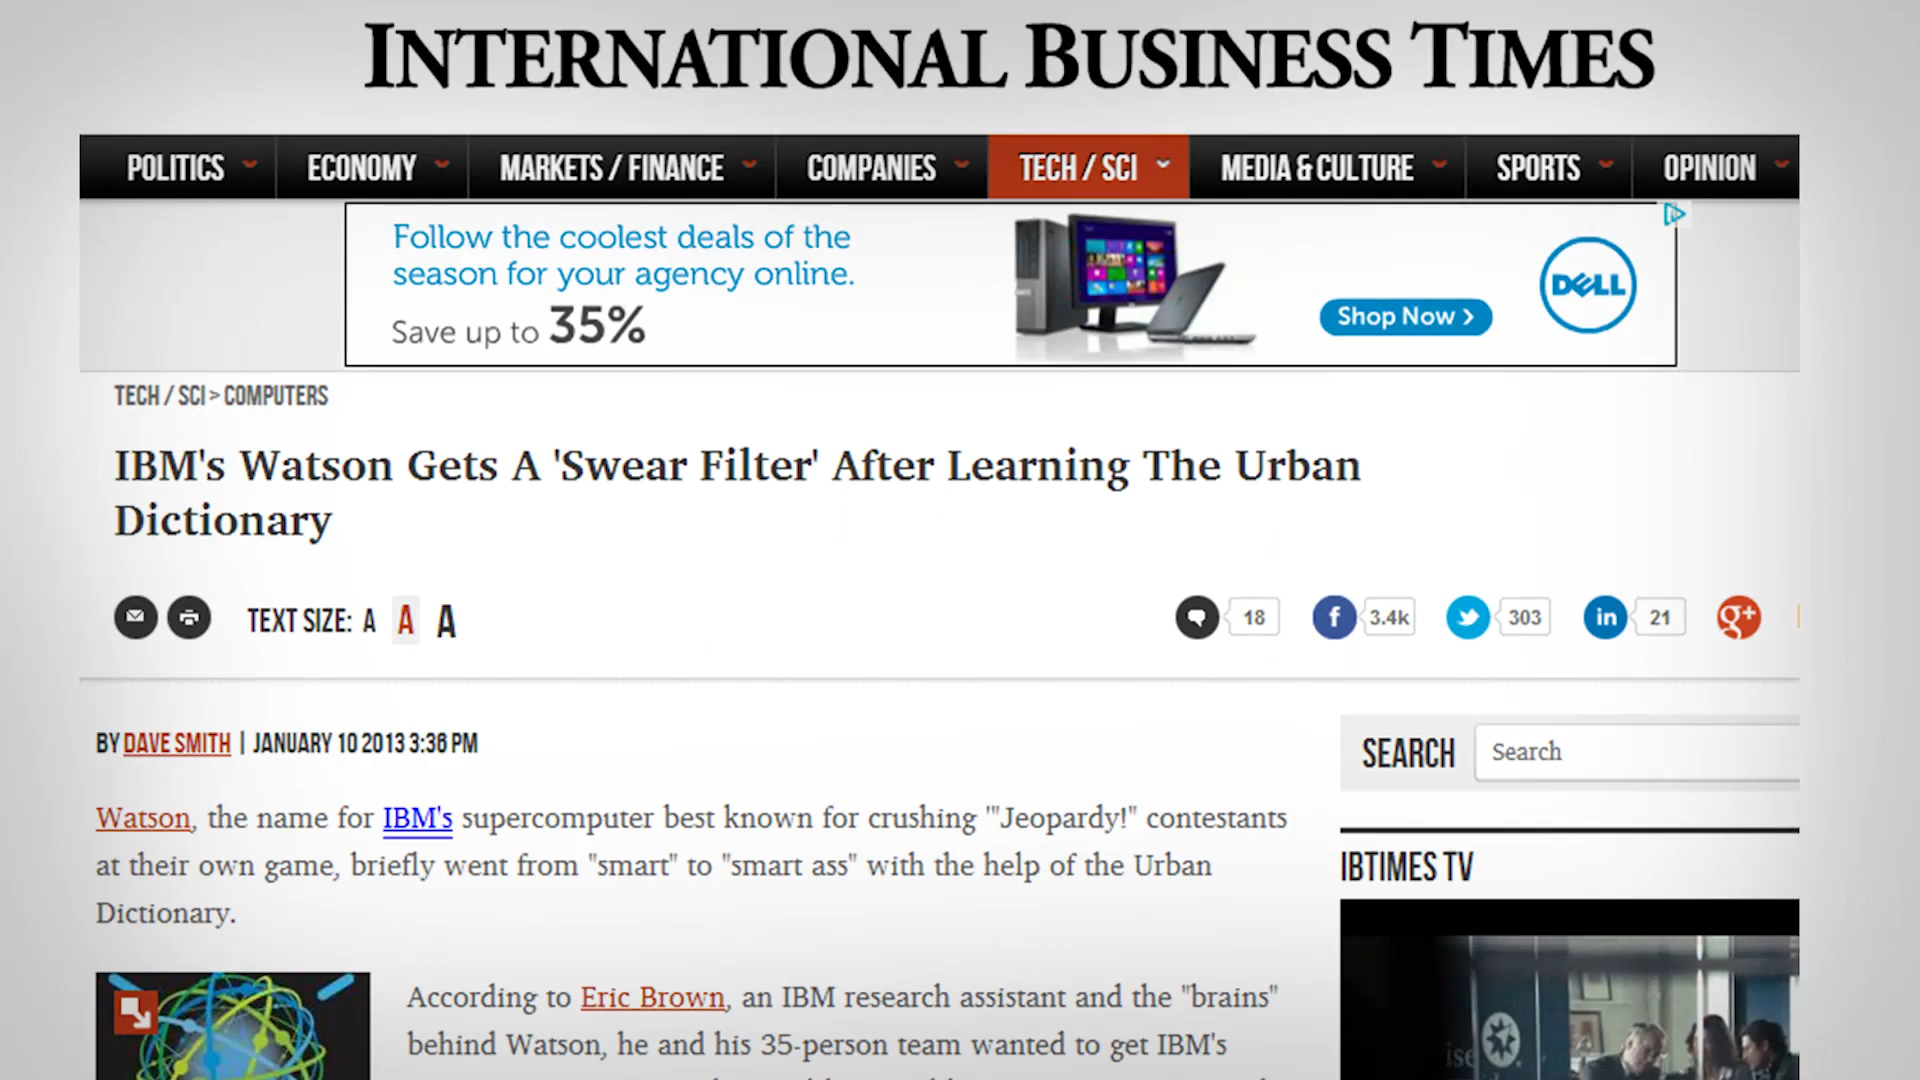 INTERNATIONAL BUSINESS TIMES
POLITICS ECONOMY MARKETS / FINANCE COMPANIES TECH / SCI MEDIA & CULTURE SPORTS OPINION
Follow the coolest deals of the
season for your agency online.
Save up to 35%
Shop Now >
DELL
TECH / SCI > COMPUTERS
IBM's Watson Gets A 'Swear Filter' After Learning The Urban
Dictionary
TEXT SIZE: A A A
18 f 3.4k 303 in 21 g+
BY DAVE SMITH | JANUARY 10 2013 3:36 PM
Watson, the name for IBM's supercomputer best known for crushing '"Jeopardy!" contestants
at their own game, briefly went from "smart" to "smart ass" with the help of the Urban
Dictionary.
According to Eric Brown, an IBM research assistant and the "brains"
behind Watson, he and his 35-person team wanted to get IBM's
SEARCH Search
IBTIMES TV